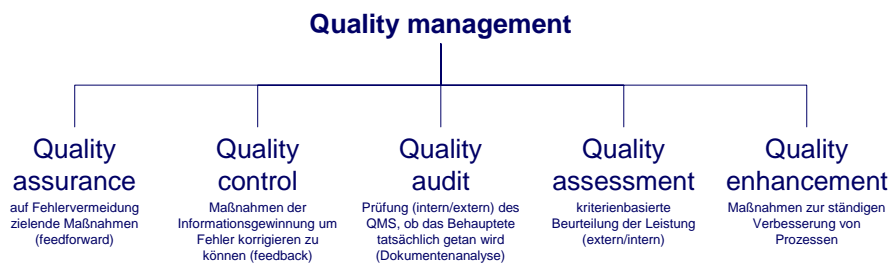 Quality management
Quality
assurance
auf Fehlervermeidung
zielende Maßnahmen
(feedforward)
Quality
control
Maßnahmen der
Informationsgewinnung um
Fehler korrigieren zu
können (feedback)
Quality
audit
Prüfung (intern/extern) des
QMS, ob das Behauptete
tatsächlich getan wird
(Dokumentenanalyse)
Quality
assessment
kriterienbasierte
Beurteilung der Leistung
(extern/intern)
Quality
enhancement
Maßnahmen zur ständigen
Verbesserung von
Prozessen